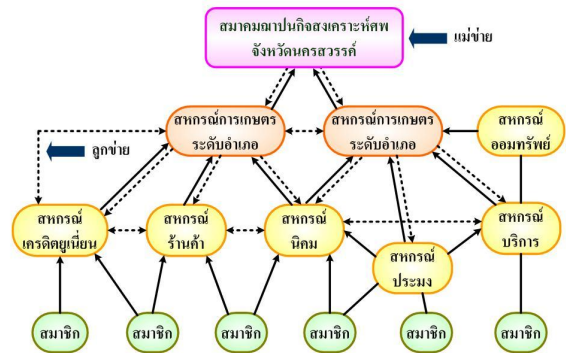 สมาคมฌาปนกิจสงเคราะห์ศพ
จังหวัดนครสวรรค์
แม่ข่าย
สหกรณ์การเกษตร
ระดับอำเภอ
สหกรณ์การเกษตร
ระดับอำเภอ
สหกรณ์
ออมทรัพย์
ลูกข่าย
สหกรณ์
เครดิตยูเนี่ยน
สหกรณ์
ร้านค้า
สหกรณ์
นิคม
สหกรณ์
ประมง
สหกรณ์
บริการ
สมาชิก
สมาชิก
สมาชิก
สมาชิก
สมาชิก
สมาชิก